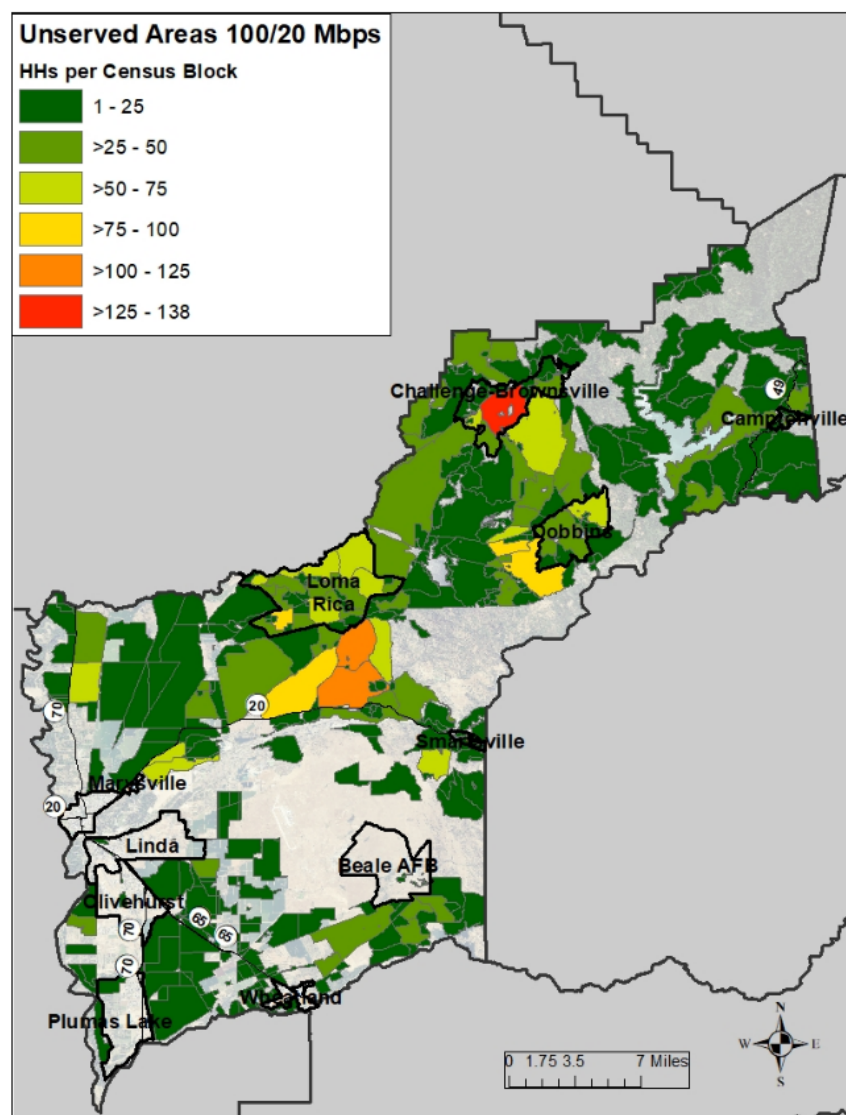 Unserved Areas 100/20 Mbps
HHs per Census Block
1 - 25
>25 - 50
>50 - 75
>75 - 100
>100 - 125
>125 - 138
Challenge-Brownsville
49
Camptonville
Dobbins
Loma
Rica
20
70
Smartsville
Marysville
20
Linda
Beale AFB
Olivehurst
65
65
70
70
Wheatland
Plumas Lake
N
W
E
S
0 1.75 3.5 7 Miles